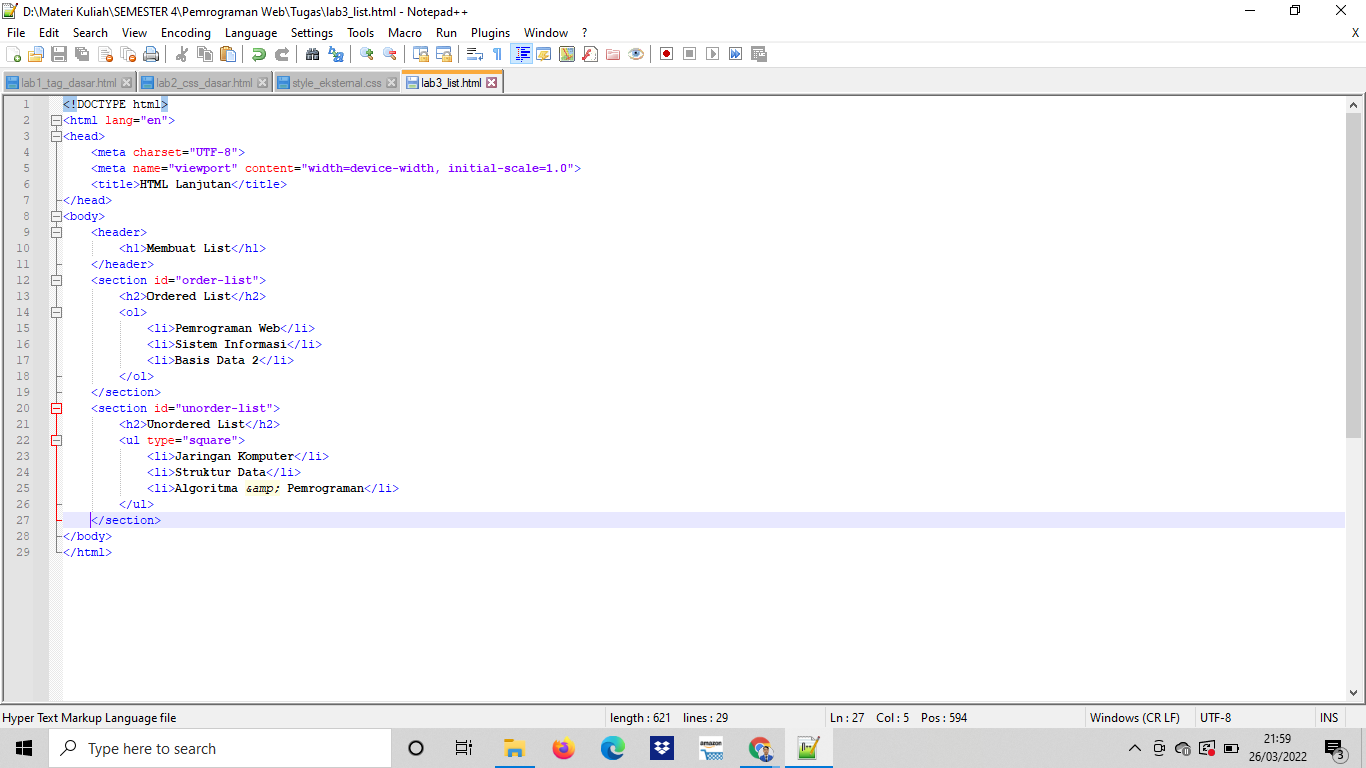 D:\Materi Kuliah\SEMESTER 4\Pemrograman Web\Tugas\lab3_list.html - Notepad++
File Edit Search View Encoding Language Settings Tools Macro Run Plugins Window ? X
lab1_tag_dasar.html lab2_css_dasar.html style_eksternal.css lab3_list.html
1 <!DOCTYPE html>
2 <html lang="en">
3 <head>
4 <meta charset="UTF-8">
5 <meta name="viewport" content="width=device-width, initial-scale=1.0">
6 <title>HTML Lanjutan</title>
7 </head>
8 <body>
9 <header>
10 <h1>Membuat List</h1>
11 </header>
12 <section id="order-list">
13 <h2>Ordered List</h2>
14 <ol>
15 <li>Pemrograman Web</li>
16 <li>Sistem Informasi</li>
17 <li>Basis Data 2</li>
18 </ol>
19 </section>
20 <section id="unorder-list">
21 <h2>Unordered List</h2>
22 <ul type="square">
23 <li>Jaringan Komputer</li>
24 <li>Struktur Data</li>
25 <li>Algoritma &amp; Pemrograman</li>
26 </ul>
27 </section>
28 </body>
29 </html>
Hyper Text Markup Language file length : 621 lines : 29 Ln : 27 Col : 5 Pos : 594 Windows (CR LF) UTF-8 INS
Type here to search amazon 21:59
26/03/2022 3